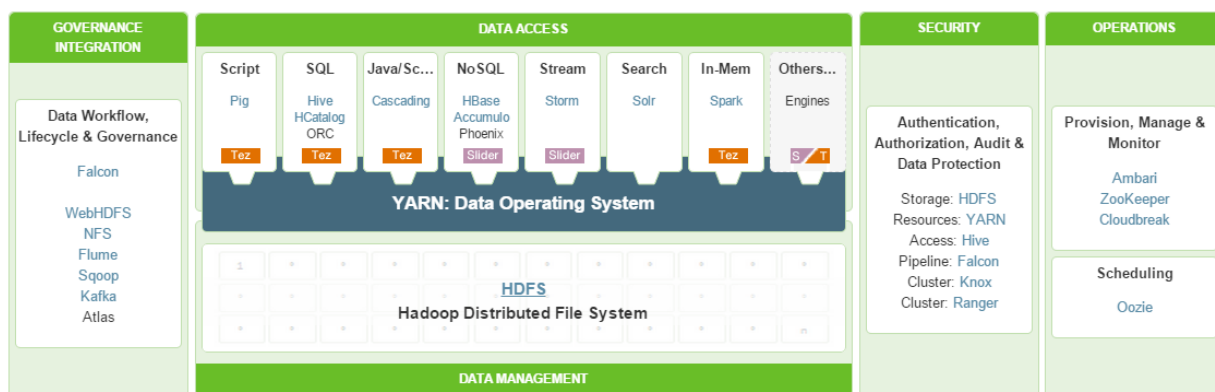 GOVERNANCE
INTEGRATION
Data Workflow,
Lifecycle & Governance
Falcon
WebHDFS
NFS
Flume
Sqoop
Kafka
Atlas
DATA ACCESS
Script
Pig
Tez
SQL
Hive
HCatalog
ORC
Tez
Java/Sc...
Cascading
Tez
NoSQL
HBase
Accumulo
Phoenix
Slider
Stream
Storm
Slider
Search
Solr
In-Mem
Spark
Tez
Others...
Engines
S T
YARN: Data Operating System
1
HDFS
Hadoop Distributed File System
n
DATA MANAGEMENT
SECURITY
Authentication,
Authorization, Audit &
Data Protection
Storage: HDFS
Resources: YARN
Access: Hive
Pipeline: Falcon
Cluster: Knox
Cluster: Ranger
OPERATIONS
Provision, Manage &
Monitor
Ambari
ZooKeeper
Cloudbreak
Scheduling
Oozie